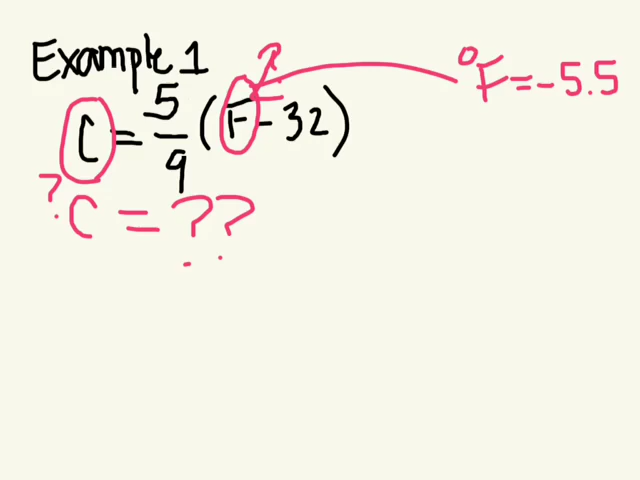 Example 1
°F = -5.5
C = 5/9 (F - 32)
? C = ??